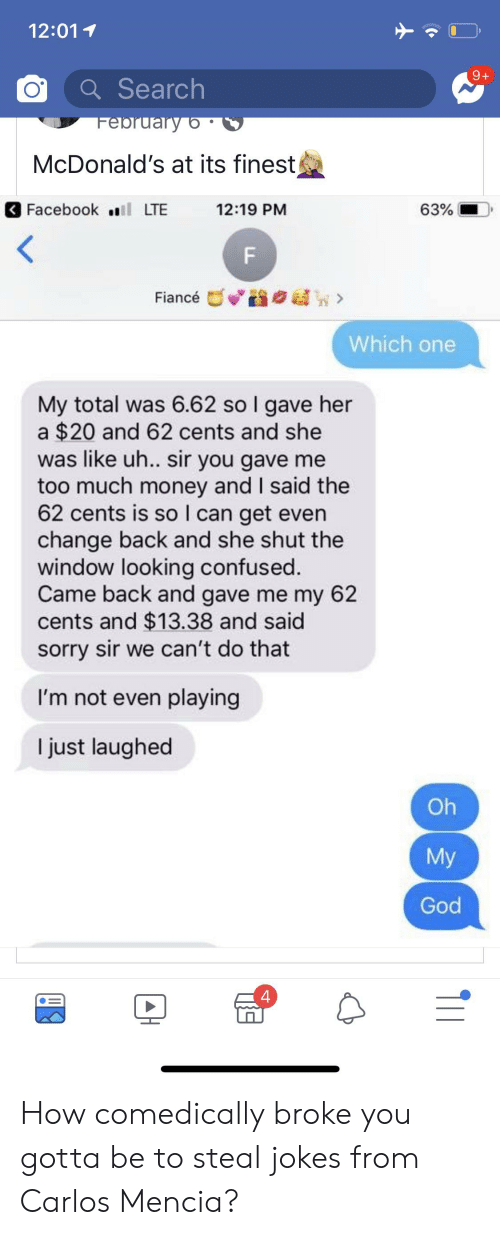 12:01
9+
Search
February 6 ·
McDonald's at its finest🤦🏼‍♀️
Facebook LTE 12:19 PM 63%
F
Fiancé
Which one
My total was 6.62 so I gave her
a $20 and 62 cents and she
was like uh.. sir you gave me
too much money and I said the
62 cents is so I can get even
change back and she shut the
window looking confused.
Came back and gave me my 62
cents and $13.38 and said
sorry sir we can't do that
I'm not even playing
I just laughed
Oh
My
God
4
How comedically broke you
gotta be to steal jokes from
Carlos Mencia?